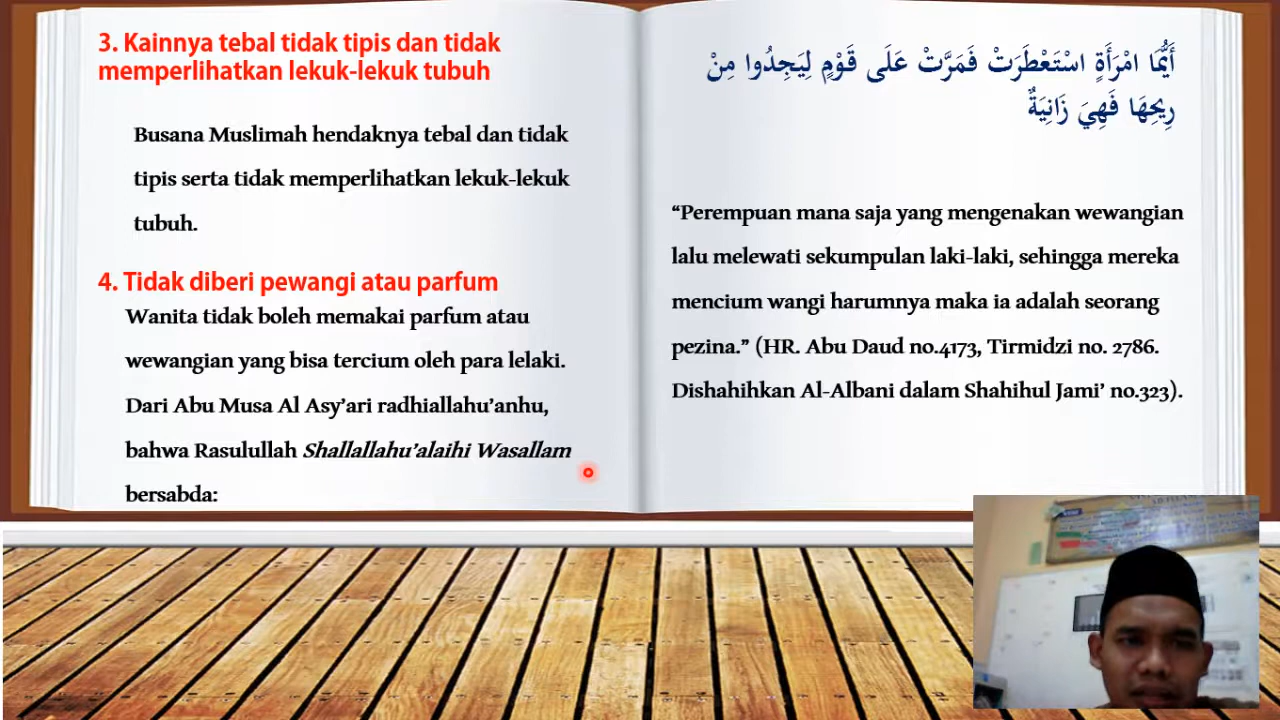 3. Kainnya tebal tidak tipis dan tidak
memperlihatkan lekuk-lekuk tubuh
Busana Muslimah hendaknya tebal dan tidak
tipis serta tidak memperlihatkan lekuk-lekuk
tubuh.
4. Tidak diberi pewangi atau parfum
Wanita tidak boleh memakai parfum atau
wewangian yang bisa tercium oleh para lelaki.
Dari Abu Musa Al Asy’ari radhiallahu’anhu,
bahwa Rasulullah Shallallahu’alaihi Wasallam
bersabda:
أَيُّمَا امْرَأَةٍ اسْتَعْطَرَتْ فَمَرَّتْ عَلَى قَوْمٍ لِيَجِدُوا مِنْ
رِيحِهَا فَهِيَ زَانِيَةٌ
“Perempuan mana saja yang mengenakan wewangian
lalu melewati sekumpulan laki-laki, sehingga mereka
mencium wangi harumnya maka ia adalah seorang
pezina.” (HR. Abu Daud no.4173, Tirmidzi no. 2786.
Dishahihkan Al-Albani dalam Shahihul Jami’ no.323).